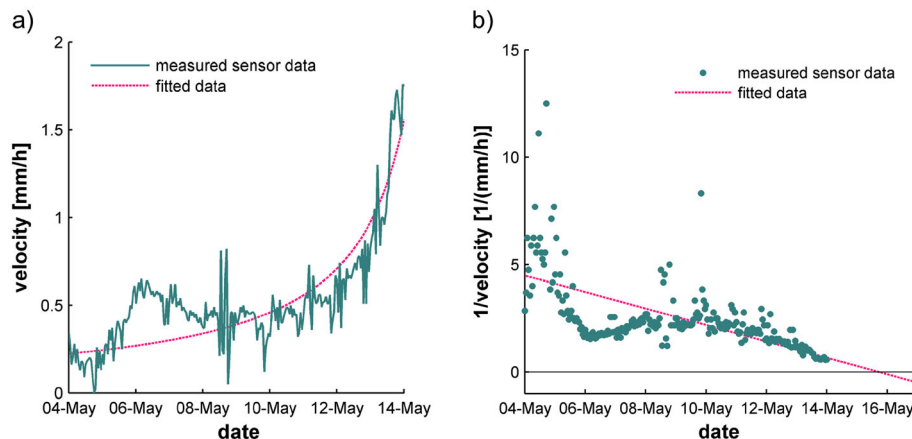 a)
2
1.5
1
0.5
0
velocity [mm/h]
measured sensor data
fitted data
04-May 06-May 08-May 10-May 12-May 14-May
date
b)
15
10
5
0
1/velocity [1/(mm/h)]
measured sensor data
fitted data
04-May 06-May 08-May 10-May 12-May 14-May 16-May
date